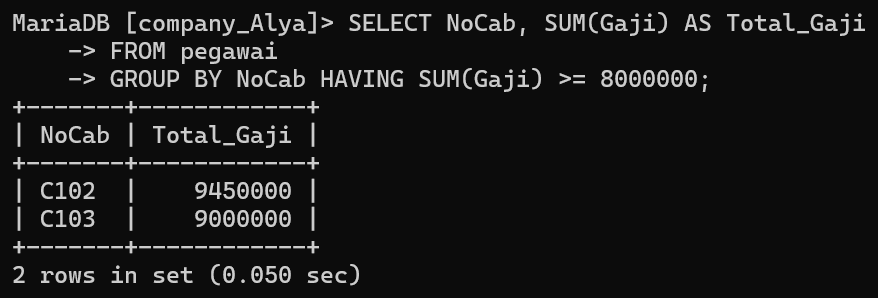 MariaDB [company_Alya]> SELECT NoCab, SUM(Gaji) AS Total_Gaji
    -> FROM pegawai
    -> GROUP BY NoCab HAVING SUM(Gaji) >= 8000000;
+-------+------------+
| NoCab | Total_Gaji |
+-------+------------+
| C102  |    9450000 |
| C103  |    9000000 |
+-------+------------+
2 rows in set (0.050 sec)